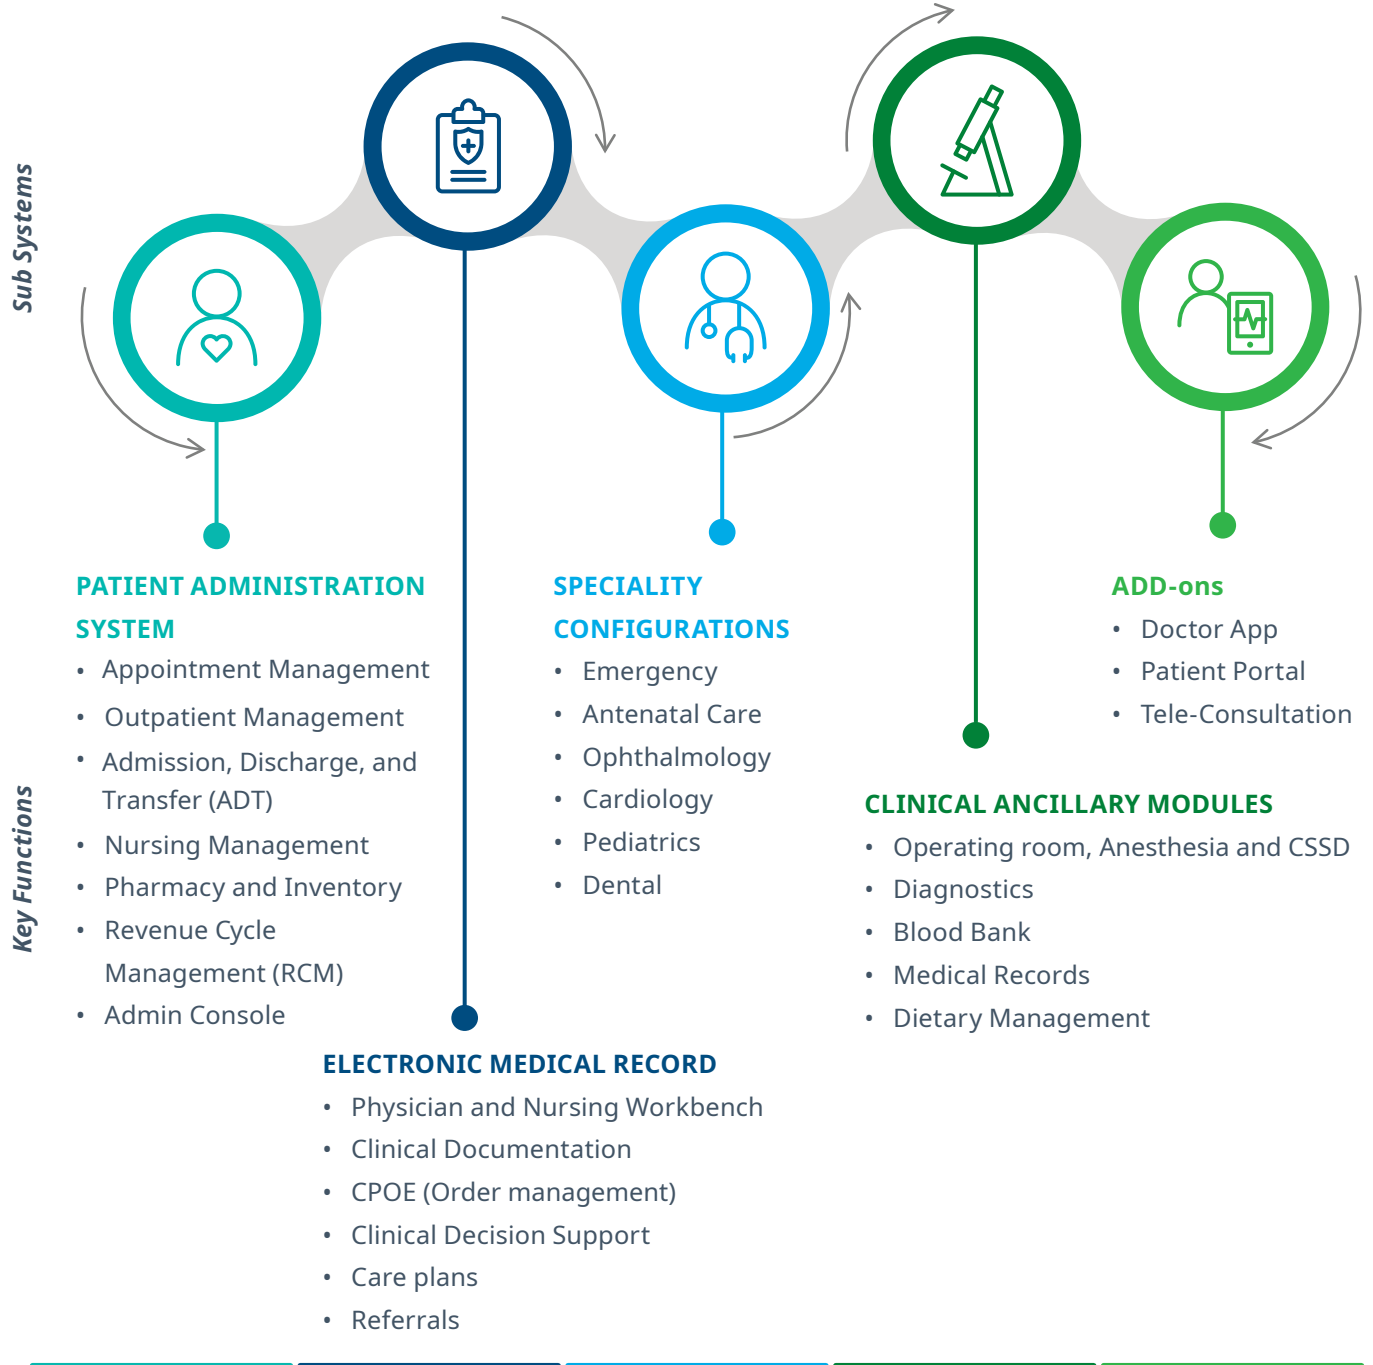 Sub Systems
Key Functions
PATIENT ADMINISTRATION
SYSTEM
• Appointment Management
• Outpatient Management
• Admission, Discharge, and
Transfer (ADT)
• Nursing Management
• Pharmacy and Inventory
• Revenue Cycle
Management (RCM)
• Admin Console
ELECTRONIC MEDICAL RECORD
• Physician and Nursing Workbench
• Clinical Documentation
• CPOE (Order management)
• Clinical Decision Support
• Care plans
• Referrals
SPECIALITY
CONFIGURATIONS
• Emergency
• Antenatal Care
• Ophthalmology
• Cardiology
• Pediatrics
• Dental
CLINICAL ANCILLARY MODULES
• Operating room, Anesthesia and CSSD
• Diagnostics
• Blood Bank
• Medical Records
• Dietary Management
ADD-ons
• Doctor App
• Patient Portal
• Tele-Consultation